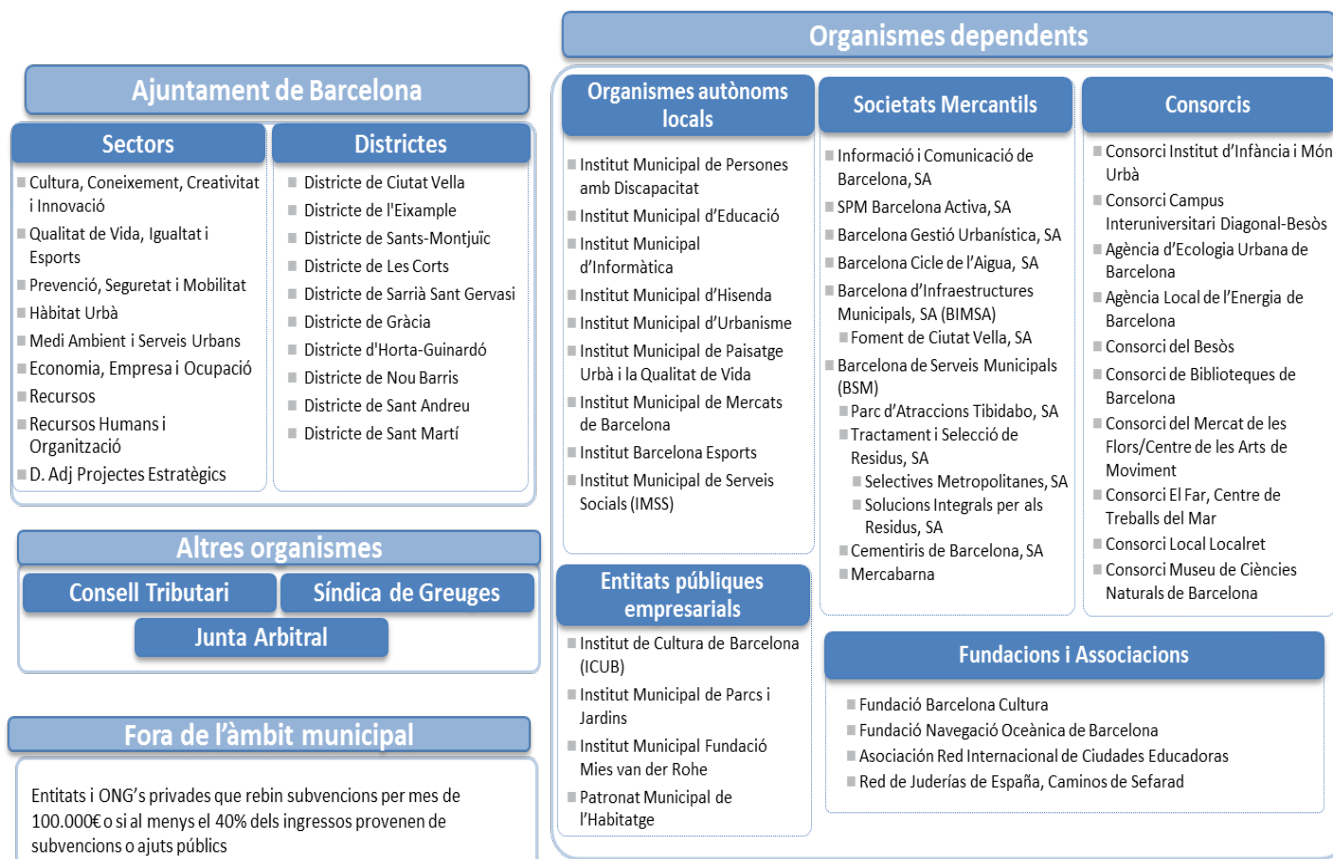 Organismes dependents
Ajuntament de Barcelona
Sectors
Cultura, Coneixement, Creativitat
i Innovació
Qualitat de Vida, Igualtat i
Esports
Prevenció, Seguretat i Mobilitat
Hàbitat Urbà
Medi Ambient i Serveis Urbans
Economia, Empresa i Ocupació
Recursos
Recursos Humans i
Organització
D. Adj Projectes Estratègics
Districtes
Districte de Ciutat Vella
Districte de l'Eixample
Districte de Sants-Montjuïc
Districte de Les Corts
Districte de Sarrià Sant Gervasi
Districte de Gràcia
Districte d'Horta-Guinardó
Districte de Nou Barris
Districte de Sant Andreu
Districte de Sant Martí
Altres organismes
Consell Tributari
Síndica de Greuges
Junta Arbitral
Fora de l'àmbit municipal
Entitats i ONG's privades que rebin subvencions per mes de
100.000€ o si al menys el 40% dels ingressos provenen de
subvencions o ajuts públics
Organismes autònoms
locals
Institut Municipal de Persones
amb Discapacitat
Institut Municipal d'Educació
Institut Municipal
d'Informàtica
Institut Municipal d'Hisenda
Institut Municipal d'Urbanisme
Institut Municipal de Paisatge
Urbà i la Qualitat de Vida
Institut Municipal de Mercats
de Barcelona
Institut Barcelona Esports
Institut Municipal de Serveis
Socials (IMSS)
Entitats públiques
empresarials
Institut de Cultura de Barcelona
(ICUB)
Institut Municipal de Parcs i
Jardins
Institut Municipal Fundació
Mies van der Rohe
Patronat Municipal de
l'Habitatge
Societats Mercantils
Informació i Comunicació de
Barcelona, SA
SPM Barcelona Activa, SA
Barcelona Gestió Urbanística, SA
Barcelona Cicle de l'Aigua, SA
Barcelona d'Infraestructures
Municipals, SA (BIMSA)
Foment de Ciutat Vella, SA
Barcelona de Serveis Municipals
(BSM)
Parc d'Atraccions Tibidabo, SA
Tractament i Selecció de
Residus, SA
Selectives Metropolitanes, SA
Solucions Integrals per als
Residus, SA
Cementiris de Barcelona, SA
Mercabarna
Consorcis
Consorci Institut d'Infància i Món
Urbà
Consorci Campus
Interuniversitari Diagonal-Besòs
Agència d'Ecologia Urbana de
Barcelona
Agència Local de l'Energia de
Barcelona
Consorci del Besòs
Consorci de Biblioteques de
Barcelona
Consorci del Mercat de les
Flors/Centre de les Arts de
Moviment
Consorci El Far, Centre de
Treballs del Mar
Consorci Local Localret
Consorci Museu de Ciències
Naturals de Barcelona
Fundacions i Associacions
Fundació Barcelona Cultura
Fundació Navegació Oceànica de Barcelona
Asociación Red Internacional de Ciudades Educadoras
Red de Juderías de España, Caminos de Sefarad